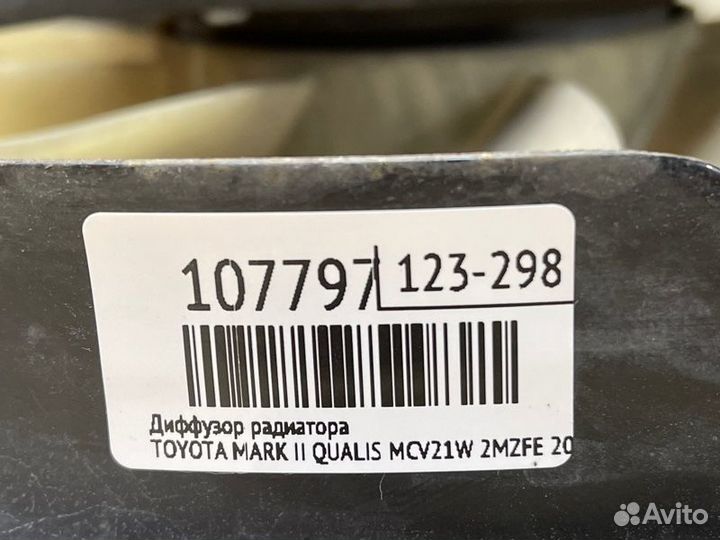 107797 123-298
Диффузор радиатора
TOYOTA MARK II QUALIS MCV21W 2MZFE 20
Avito